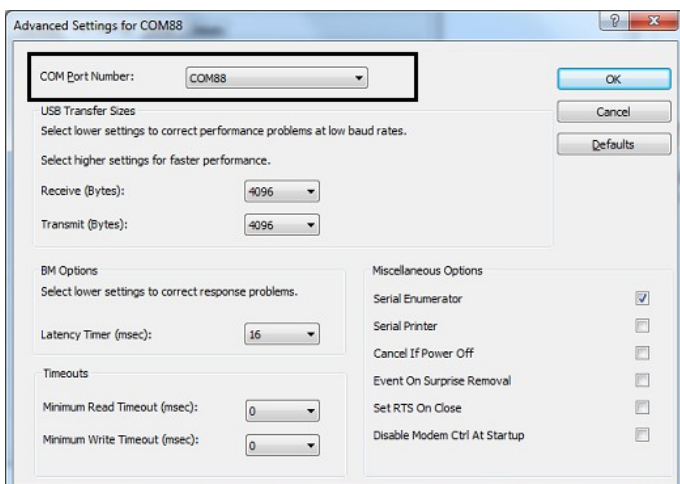 Advanced Settings for COM88
?
COM Port Number: COM88
OK
USB Transfer Sizes
Cancel
Select lower settings to correct performance problems at low baud rates.
Defaults
Select higher settings for faster performance.
Receive (Bytes): 4096
Transmit (Bytes): 4096
BM Options
Select lower settings to correct response problems.
Latency Timer (msec): 16
Timeouts
Minimum Read Timeout (msec): 0
Minimum Write Timeout (msec): 0
Miscellaneous Options
Serial Enumerator
Serial Printer
Cancel If Power Off
Event On Surprise Removal
Set RTS On Close
Disable Modem Ctrl At Startup